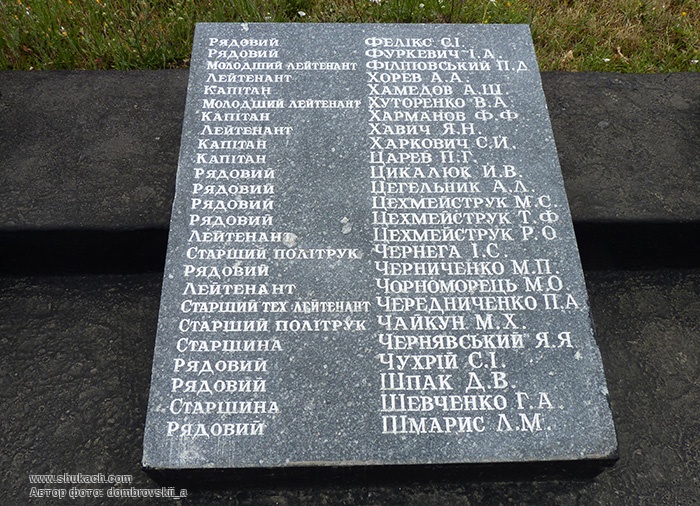 Рядовий Фелікс С.І.
Рядовий Фуркевич І.А.
Молодший лейтенант Філіповський П.Д
Лейтенант Хорев А.А.
Капітан Хамедов А.Ш.
Молодший лейтенант Хуторенко В.А
Капітан Харманов Ф.Ф
Лейтенант Хавич Я.Н.
Капітан Харкович С.Й.
Капітан Царев П.Г.
Рядовий Цикалюк Й.В.
Рядовий Цегельник А.Л.
Рядовий Цехмейструк М.С.
Рядовий Цехмейструк Т.Ф
Лейтенант Цехмейструк Р.О
Старший політрук Чернега І.С.
Рядовий Черниченко М.П.
Лейтенант Чорноморець М.О.
Старший тех лейтенант Чередниченко П.А
Старший політрук Чайкун М.Х.
Старшина Чернявський Я.Я
Рядовий Чухрій С.І.
Рядовий Шпак Д.В.
Старшина Шевченко Г.А
Рядовий Шмарис Л.М.
www.shukach.com
Автор фото: dombrovskii_a